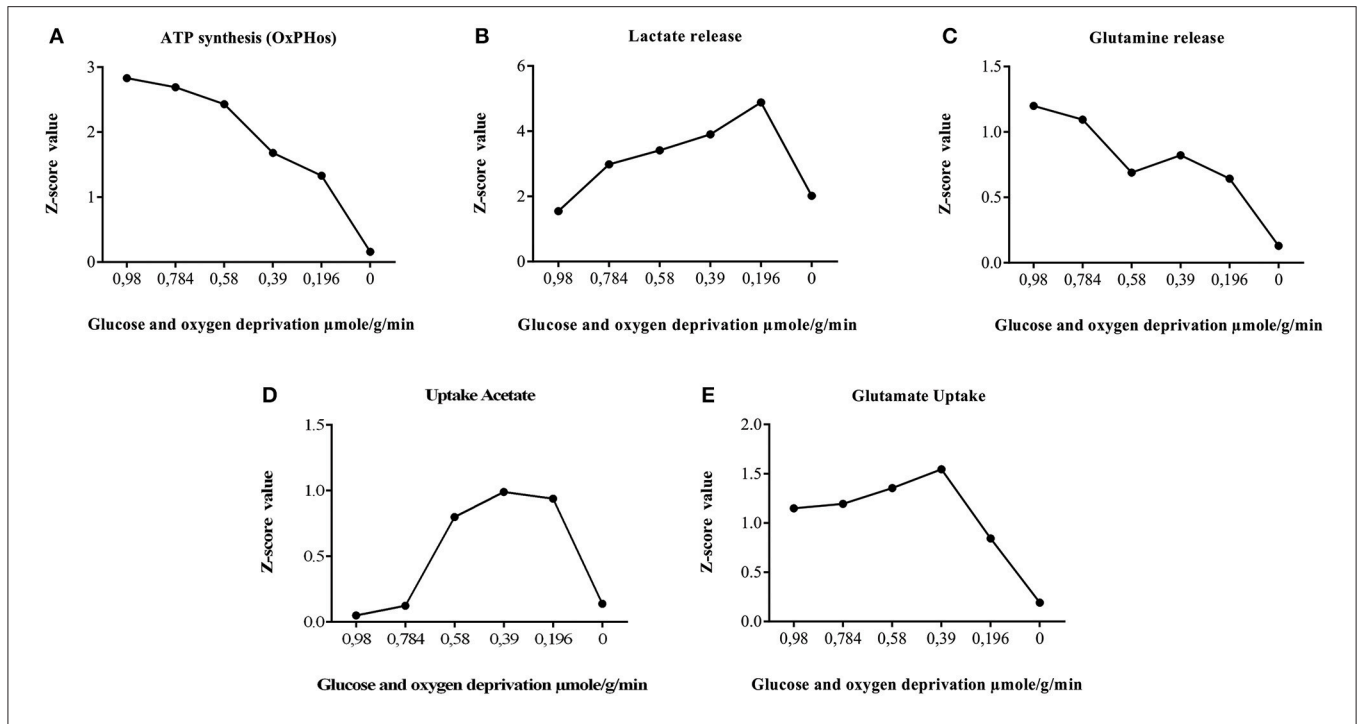 A
ATP synthesis (OxPHos)
3
2
1
0
Z-score value
0,98 0,784 0,58 0,39 0,196 0
Glucose and oxygen deprivation µmole/g/min
B
Lactate release
6
4
2
0
Z-score value
0,98 0,784 0,58 0,39 0,196 0
Glucose and oxygen deprivation µmole/g/min
C
Glutamine release
1.5
1.0
0.5
0.0
Z-score value
0,98 0,784 0,58 0,39 0,196 0
Glucose and oxygen deprivation µmole/g/min
D
Uptake Acetate
1.5
1.0
0.5
0.0
Z-score value
0,98 0,784 0,58 0,39 0,196 0
Glucose and oxygen deprivation µmole/g/min
E
Glutamate Uptake
2.0
1.5
1.0
0.5
0.0
Z-score value
0,98 0,784 0,58 0,39 0,196 0
Glucose and oxygen deprivation µmole/g/min